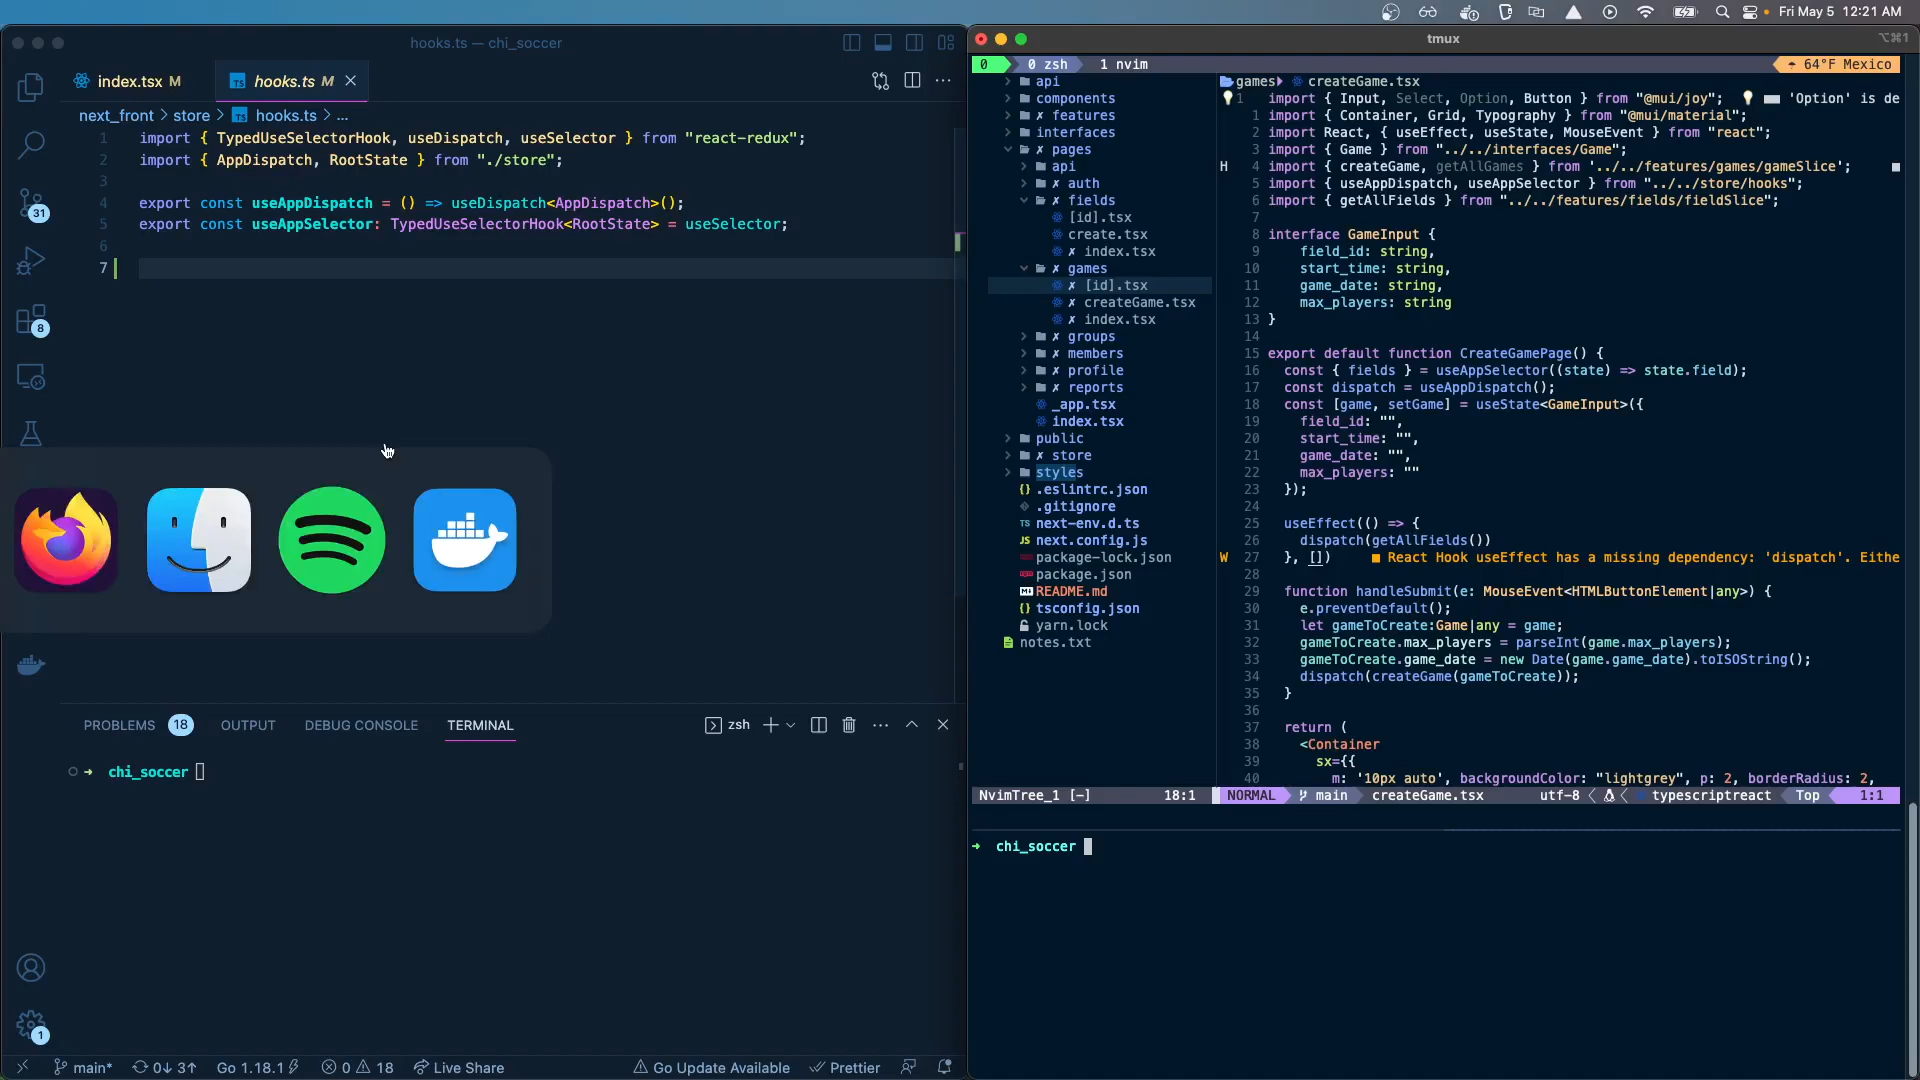 Fri May 5 12:21 AM
hooks.ts — chi_soccer
index.tsx M
TS hooks.ts M
next_front > store > TS hooks.ts > ...
1 import { TypedUseSelectorHook, useDispatch, useSelector } from "react-redux";
2 import { AppDispatch, RootState } from "./store";
3
4 export const useAppDispatch = () => useDispatch<AppDispatch>();
5 export const useAppSelector: TypedUseSelectorHook<RootState> = useSelector;
6
7
31
8
1
PROBLEMS 18 OUTPUT DEBUG CONSOLE TERMINAL
zsh
➜ chi_soccer
main* 0↓ 3↑ Go 1.18.1 0 18 Live Share Go Update Available Prettier
tmux
⌥⌘1
0 0 zsh 1 nvim
64°F Mexico
api
components
✗ features
interfaces
✗ pages
api
✗ auth
✗ fields
[id].tsx
create.tsx
✗ index.tsx
✗ games
✗ [id].tsx
✗ createGame.tsx
✗ index.tsx
✗ groups
✗ members
✗ profile
✗ reports
_app.tsx
index.tsx
public
✗ store
styles
{} .eslintrc.json
.gitignore
TS next-env.d.ts
JS next.config.js
package-lock.json
package.json
README.md
{} tsconfig.json
yarn.lock
notes.txt
games createGame.tsx
1 import { Input, Select, Option, Button } from "@mui/joy"; 'Option' is de
1 import { Container, Grid, Typography } from "@mui/material";
2 import React, { useEffect, useState, MouseEvent } from "react";
3 import { Game } from "../../interfaces/Game";
H 4 import { createGame, getAllGames } from '../../features/games/gameSlice';
5 import { useAppDispatch, useAppSelector } from "../../store/hooks";
6 import { getAllFields } from "../../features/fields/fieldSlice";
7
8 interface GameInput {
9 field_id: string,
10 start_time: string,
11 game_date: string,
12 max_players: string
13 }
14
15 export default function CreateGamePage() {
16 const { fields } = useAppSelector((state) => state.field);
17 const dispatch = useAppDispatch();
18 const [game, setGame] = useState<GameInput>({
19 field_id: "",
20 start_time: "",
21 game_date: "",
22 max_players: ""
23 });
24
25 useEffect(() => {
26 dispatch(getAllFields())
W 27 }, []) ■ React Hook useEffect has a missing dependency: 'dispatch'. Eithe
28
29 function handleSubmit(e: MouseEvent<HTMLButtonElement|any>) {
30 e.preventDefault();
31 let gameToCreate:Game|any = game;
32 gameToCreate.max_players = parseInt(game.max_players);
33 gameToCreate.game_date = new Date(game.game_date).toISOString();
34 dispatch(createGame(gameToCreate));
35 }
36
37 return (
38 <Container
39 sx={{
40 m: '10px auto', backgroundColor: "lightgrey", p: 2, borderRadius: 2,
NvimTree_1 [-] 18:1 NORMAL main createGame.tsx utf-8 typescriptreact Top 1:1
➜ chi_soccer